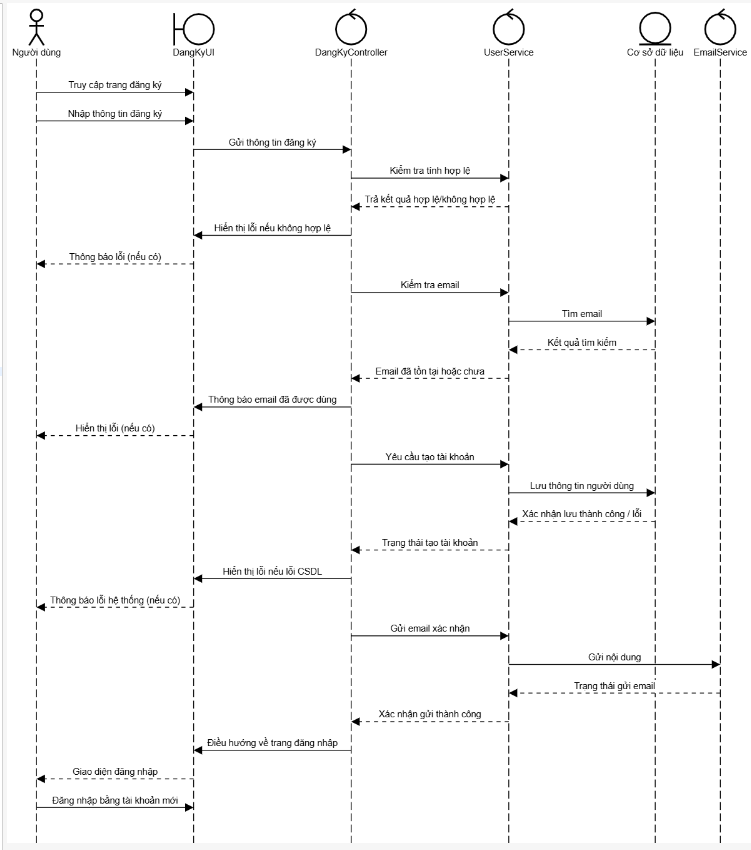 Người dùng
DangKyUI
DangKyController
UserService
Cơ sở dữ liệu
EmailService
Truy cập trang đăng ký
Nhập thông tin đăng ký
Gửi thông tin đăng ký
Kiểm tra tính hợp lệ
Trả kết quả hợp lệ/không hợp lệ
Hiển thị lỗi nếu không hợp lệ
Thông báo lỗi (nếu có)
Kiểm tra email
Tìm email
Kết quả tìm kiếm
Email đã tồn tại hoặc chưa
Thông báo email đã được dùng
Hiển thị lỗi (nếu có)
Yêu cầu tạo tài khoản
Lưu thông tin người dùng
Xác nhận lưu thành công / lỗi
Trạng thái tạo tài khoản
Hiển thị lỗi nếu lỗi CSDL
Thông báo lỗi hệ thống (nếu có)
Gửi email xác nhận
Gửi nội dung
Trạng thái gửi email
Xác nhận gửi thành công
Điều hướng về trang đăng nhập
Giao diện đăng nhập
Đăng nhập bằng tài khoản mới